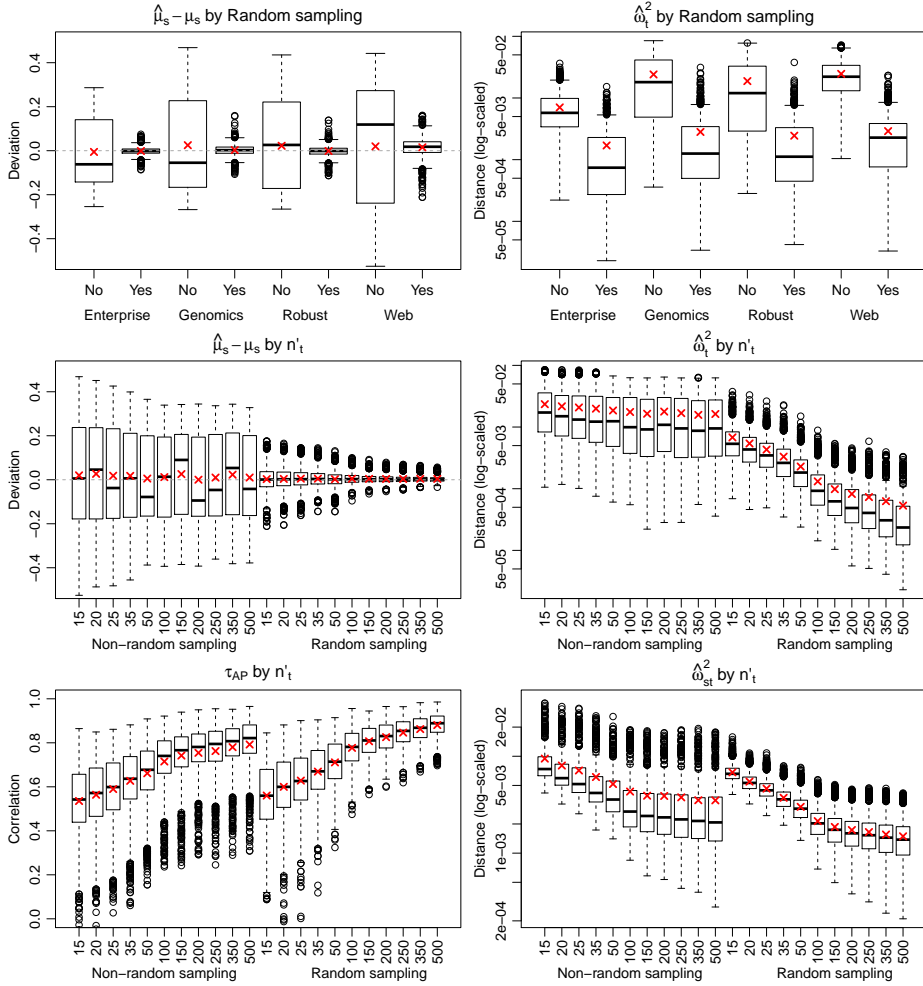 μ̂s − μs by Random sampling
Deviation
0.4
0.2
0.0
−0.2
−0.4
No Yes No Yes No Yes No Yes
Enterprise Genomics Robust Web
ω̂t² by Random sampling
Distance (log−scaled)
5e−02
5e−03
5e−04
5e−05
No Yes No Yes No Yes No Yes
Enterprise Genomics Robust Web
μ̂s − μs by n't
Deviation
0.4
0.2
0.0
−0.2
−0.4
15 20 25 35 50 100 150 200 250 350 500 15 20 25 35 50 100 150 200 250 350 500
Non−random sampling Random sampling
ω̂t² by n't
Distance (log−scaled)
5e−02
5e−03
5e−04
5e−05
15 20 25 35 50 100 150 200 250 350 500 15 20 25 35 50 100 150 200 250 350 500
Non−random sampling Random sampling
τAP by n't
Correlation
1.0
0.8
0.6
0.4
0.2
0.0
15 20 25 35 50 100 150 200 250 350 500 15 20 25 35 50 100 150 200 250 350 500
Non−random sampling Random sampling
ω̂st² by n't
Distance (log−scaled)
2e−02
5e−03
1e−03
2e−04
15 20 25 35 50 100 150 200 250 350 500 15 20 25 35 50 100 150 200 250 350 500
Non−random sampling Random sampling